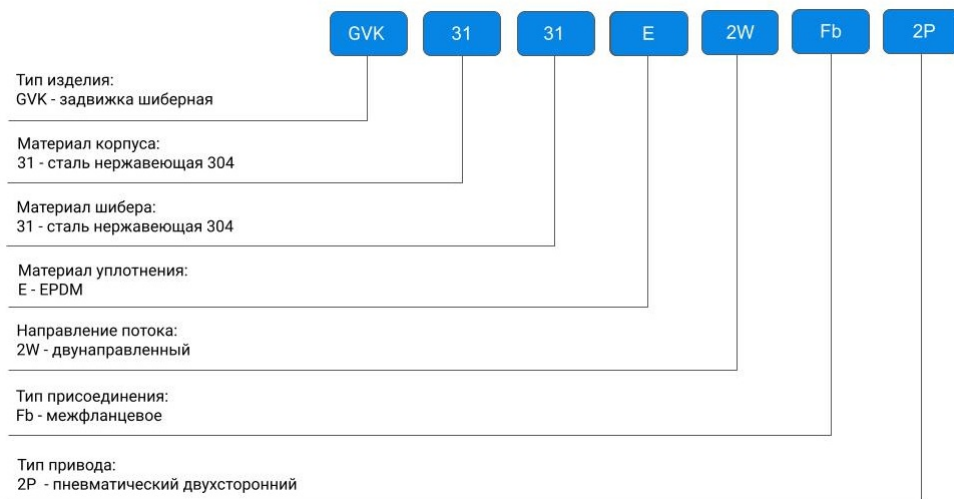 GVK 31 31 E 2W Fb 2P
Тип изделия:
GVK - задвижка шиберная
Материал корпуса:
31 - сталь нержавеющая 304
Материал шибера:
31 - сталь нержавеющая 304
Материал уплотнения:
E - EPDM
Направление потока:
2W - двунаправленный
Тип присоединения:
Fb - межфланцевое
Тип привода:
2P - пневматический двухсторонний